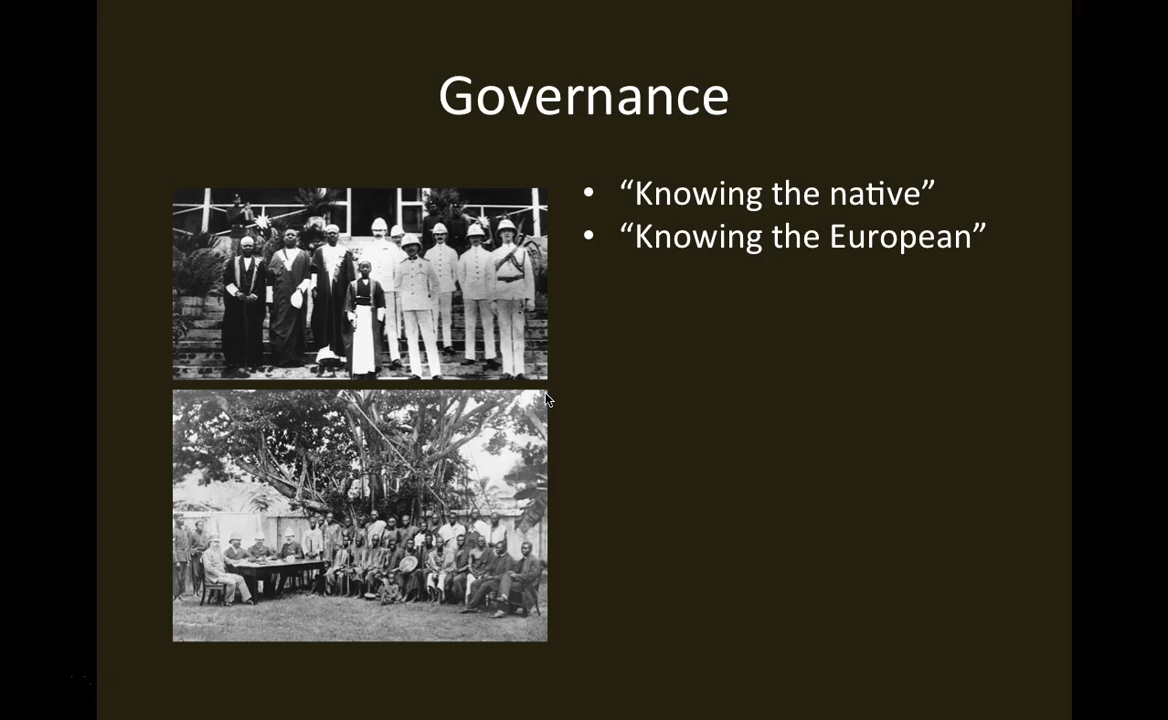 Governance
• “Knowing the native”
• “Knowing the European”